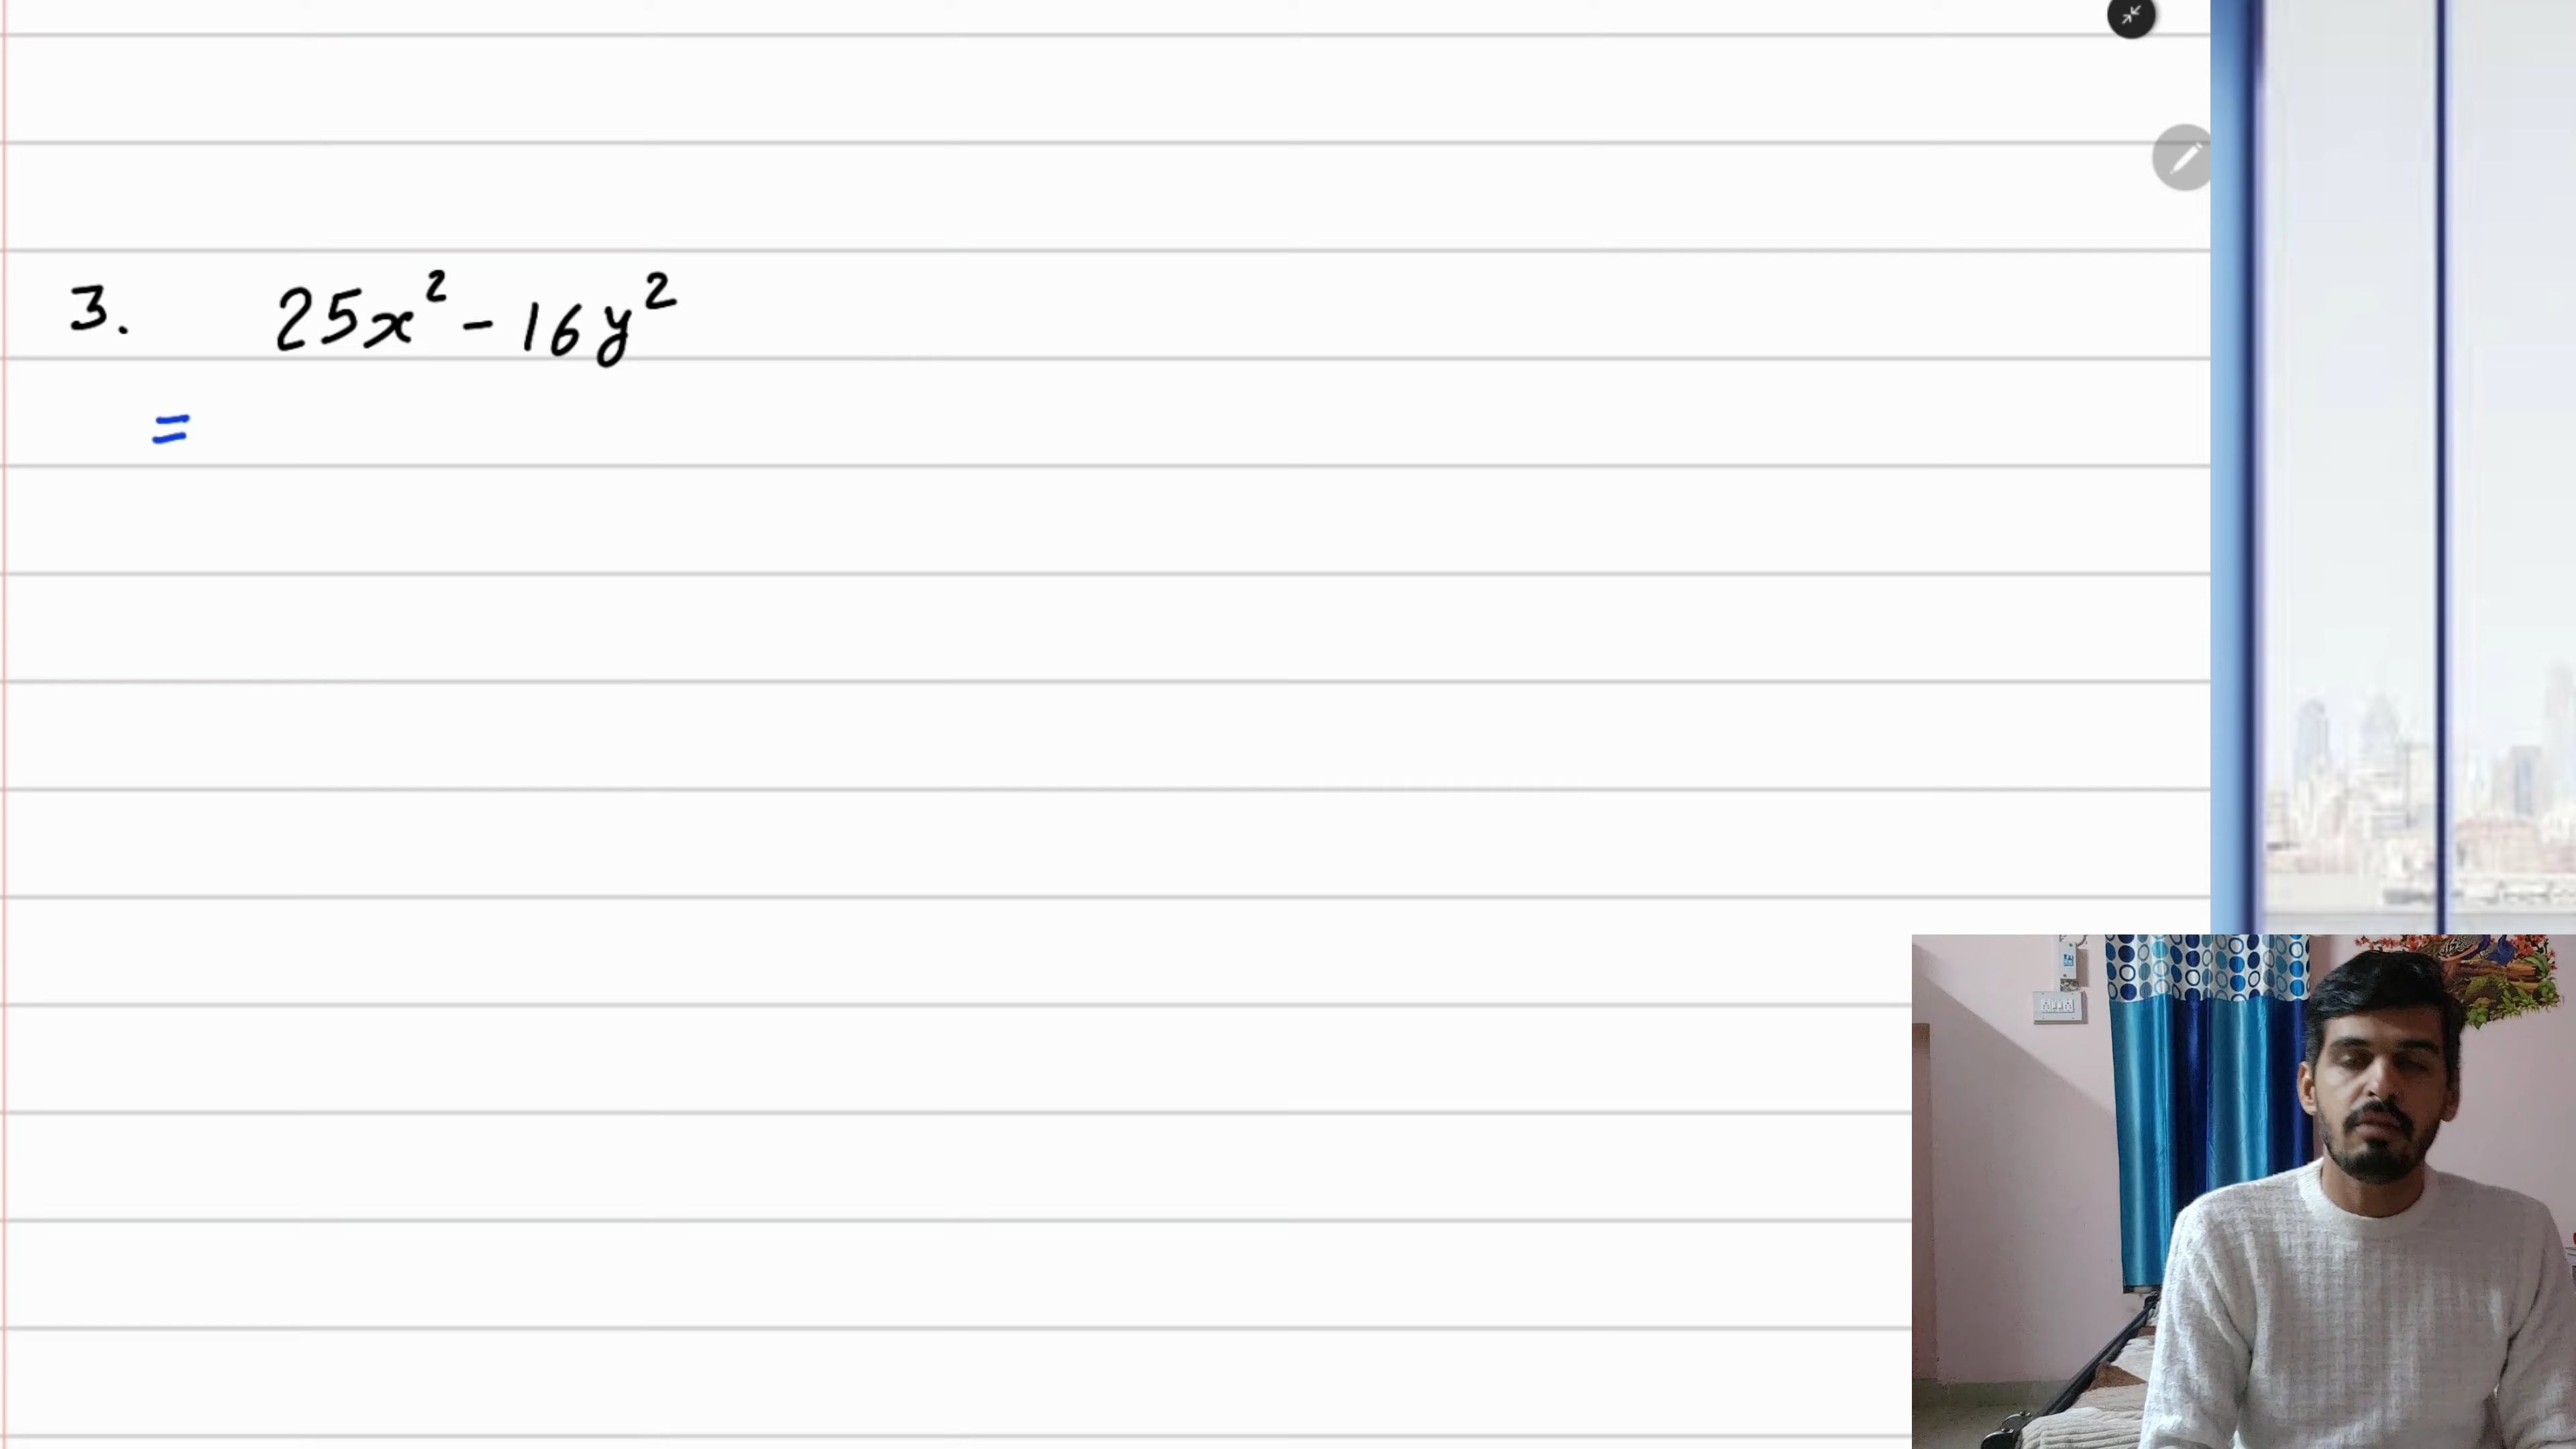 3. 25x² - 16y²
=